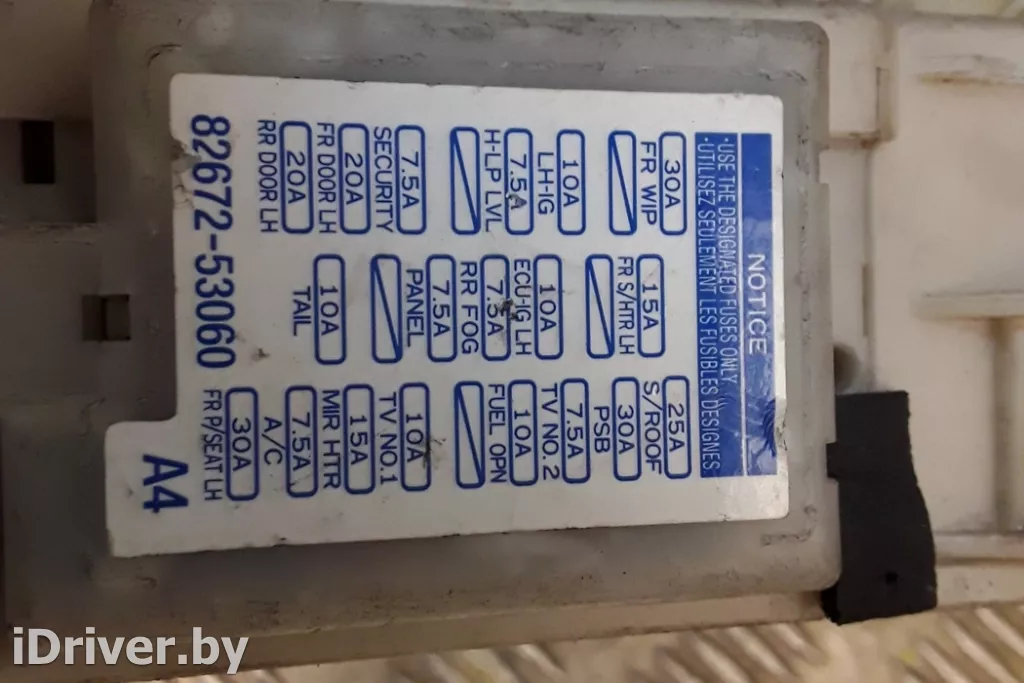 NOTICE
·USE THE DESIGNATED FUSES ONLY.
·UTILISEZ SEULEMENT LES FUSIBLES DESIGNES.
30A
FR WIP
10A
LH-IG
7.5A
H-LP LVL
7.5A
SECURITY
20A
FR DOOR LH
20A
RR DOOR LH
15A
FR S/HTR LH
10A
ECU-IG LH
7.5A
RR FOG
7.5A
PANEL
10A
TAIL
25A
S/ROOF
30A
PSB
7.5A
TV NO.2
10A
FUEL OPN
10A
TV NO.1
15A
MIR HTR
7.5A
A/C
30A
FR P/SEAT LH
82672-53060
A4
iDriver.by